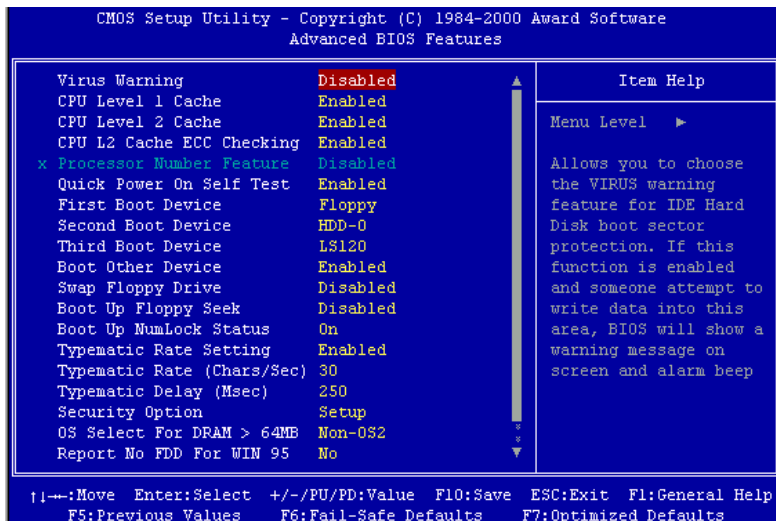 CMOS Setup Utility - Copyright (C) 1984-2000 Award Software
Advanced BIOS Features
Virus Warning Disabled
CPU Level 1 Cache Enabled
CPU Level 2 Cache Enabled
CPU L2 Cache ECC Checking Enabled
x Processor Number Feature Disabled
Quick Power On Self Test Enabled
First Boot Device Floppy
Second Boot Device HDD-0
Third Boot Device LS120
Boot Other Device Enabled
Swap Floppy Drive Disabled
Boot Up Floppy Seek Disabled
Boot Up NumLock Status On
Typematic Rate Setting Enabled
Typematic Rate (Chars/Sec) 30
Typematic Delay (Msec) 250
Security Option Setup
OS Select For DRAM > 64MB Non-OS2
Report No FDD For WIN 95 No
Item Help
Menu Level ►
Allows you to choose
the VIRUS warning
feature for IDE Hard
Disk boot sector
protection. If this
function is enabled
and someone attempt to
write data into this
area, BIOS will show a
warning message on
screen and alarm beep
↑↓→←:Move Enter:Select +/-/PU/PD:Value F10:Save ESC:Exit F1:General Help
F5:Previous Values F6:Fail-Safe Defaults F7:Optimized Defaults